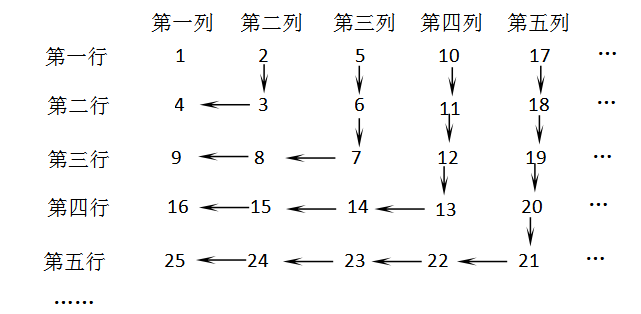 第一列 第二列 第三列 第四列 第五列
第一行 1 2 5 10 17 …
第二行 4 3 6 11 18 …
第三行 9 8 7 12 19 …
第四行 16 15 14 13 20 …
第五行 25 24 23 22 21 …
……